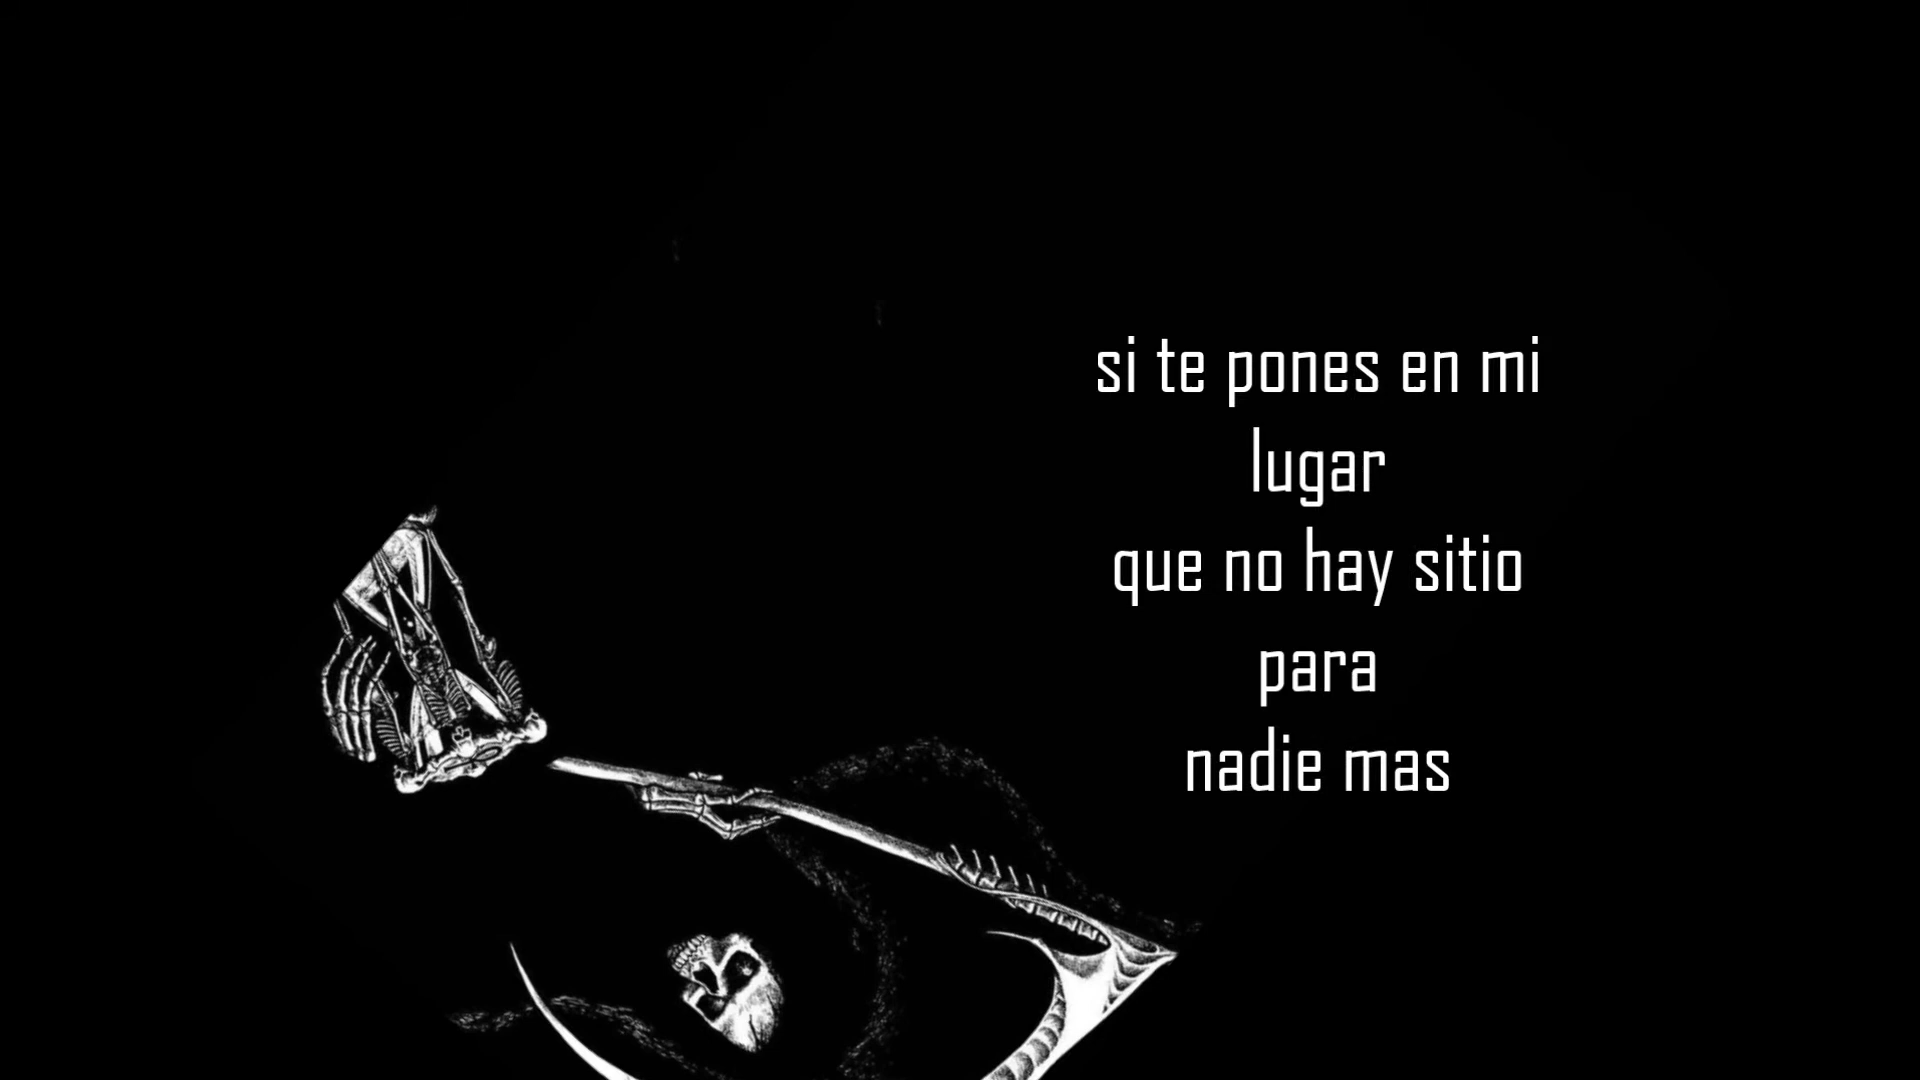 si te pones en mi
lugar
que no hay sitio
para
nadie mas